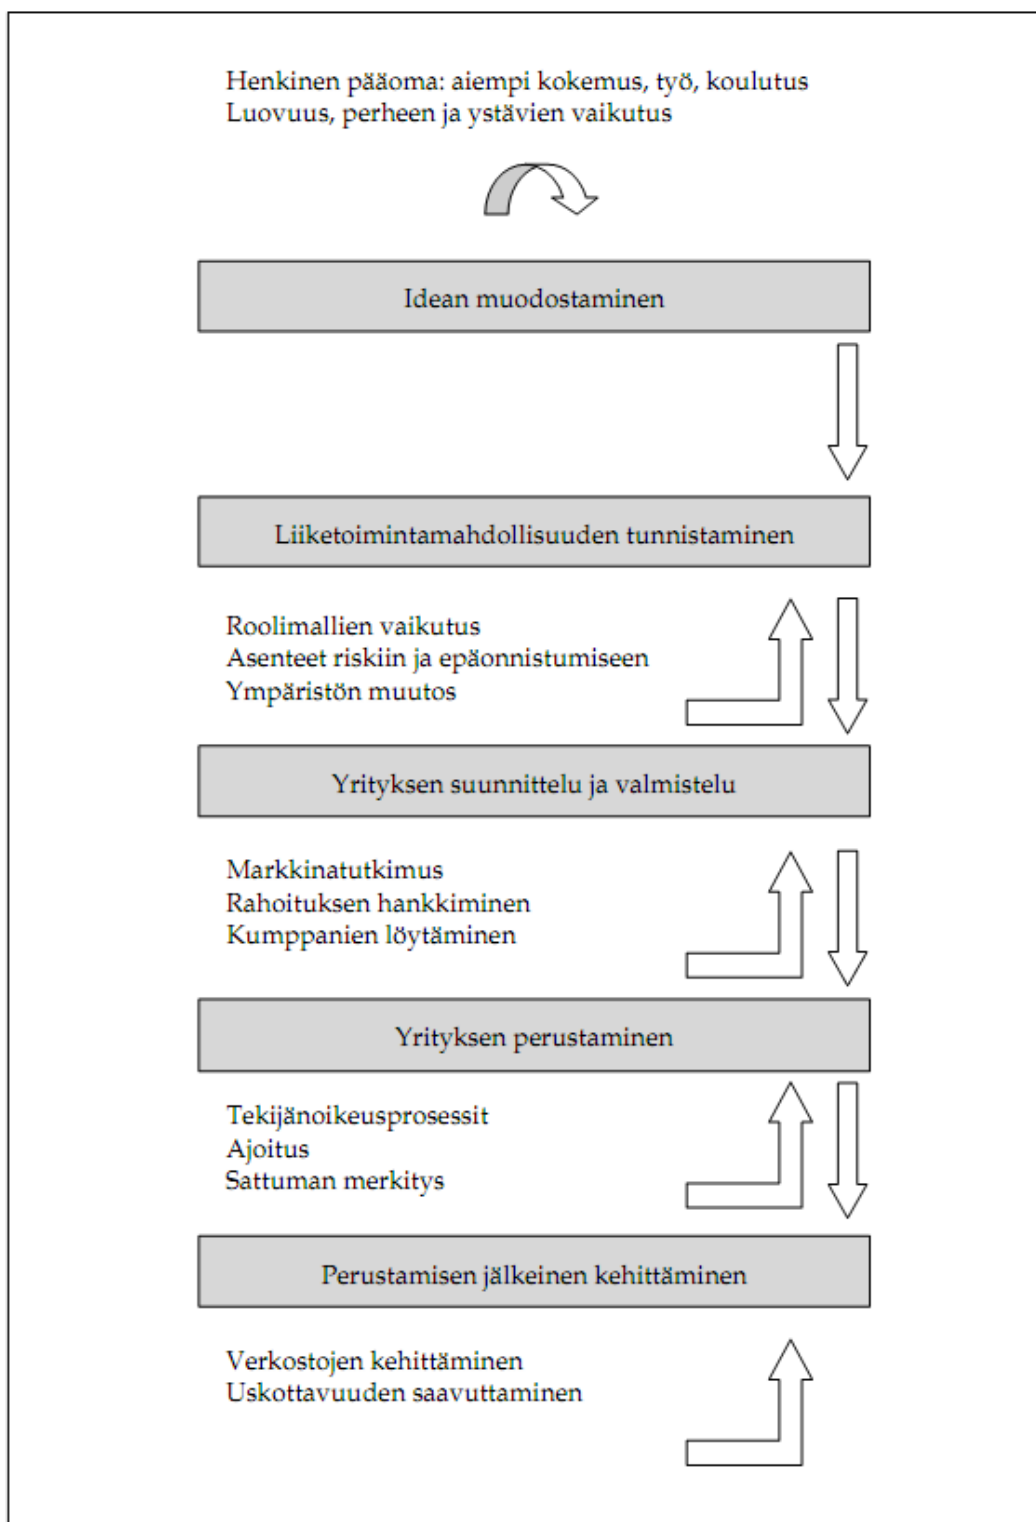 Henkinen pääoma: aiempi kokemus, työ, koulutus
Luovuus, perheen ja ystävien vaikutus
Idean muodostaminen
Liiketoimintamahdollisuuden tunnistaminen
Roolimallien vaikutus
Asenteet riskiin ja epäonnistumiseen
Ympäristön muutos
Yrityksen suunnittelu ja valmistelu
Markkinatutkimus
Rahoituksen hankkiminen
Kumppanien löytäminen
Yrityksen perustaminen
Tekijänoikeusprosessit
Ajoitus
Sattuman merkitys
Perustamisen jälkeinen kehittäminen
Verkostojen kehittäminen
Uskottavuuden saavuttaminen